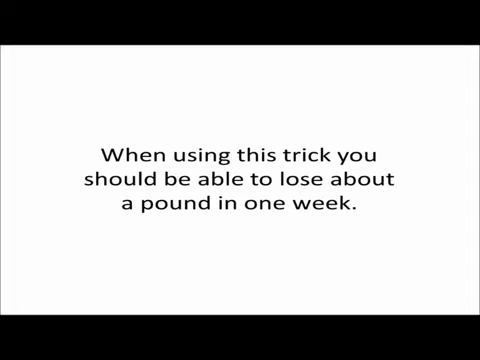 When using this trick you
should be able to lose about
a pound in one week.